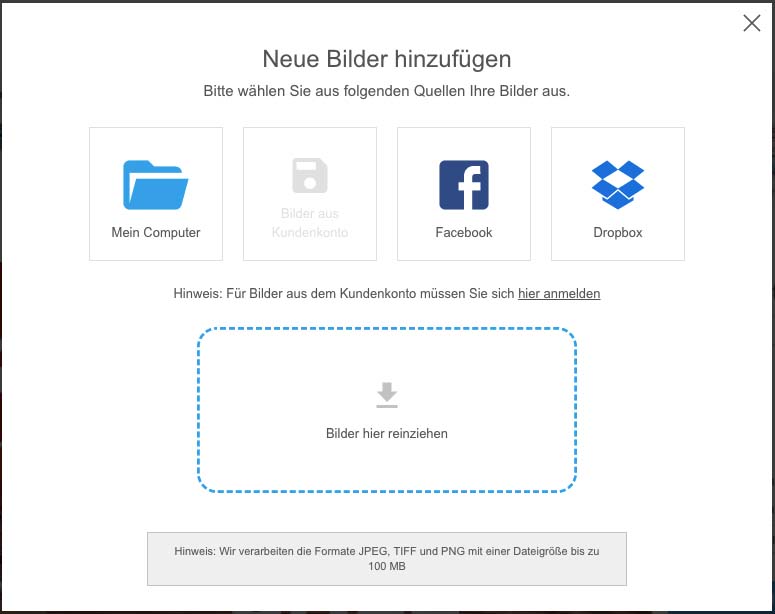 Neue Bilder hinzufügen
Bitte wählen Sie aus folgenden Quellen Ihre Bilder aus.
Mein Computer
Bilder aus
Kundenkonto
Facebook
Dropbox
Hinweis: Für Bilder aus dem Kundenkonto müssen Sie sich hier anmelden
Bilder hier reinziehen
Hinweis: Wir verarbeiten die Formate JPEG, TIFF und PNG mit einer Dateigröße bis zu
100 MB